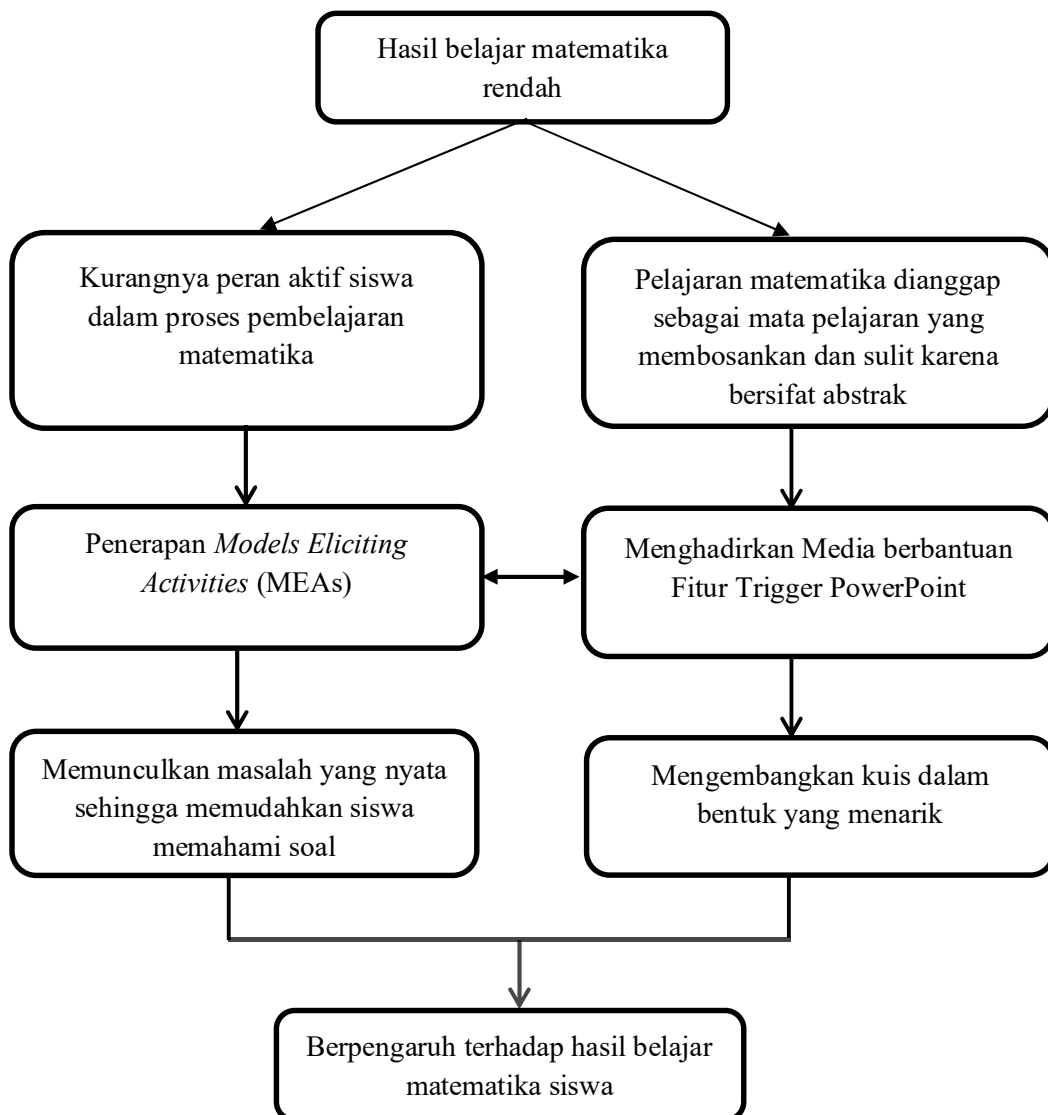 Hasil belajar matematika
rendah
Kurangnya peran aktif siswa
dalam proses pembelajaran
matematika
Pelajaran matematika dianggap
sebagai mata pelajaran yang
membosankan dan sulit karena
bersifat abstrak
Penerapan Models Eliciting
Activities (MEAs)
Menghadirkan Media berbantuan
Fitur Trigger PowerPoint
Memunculkan masalah yang nyata
sehingga memudahkan siswa
memahami soal
Mengembangkan kuis dalam
bentuk yang menarik
Berpengaruh terhadap hasil belajar
matematika siswa